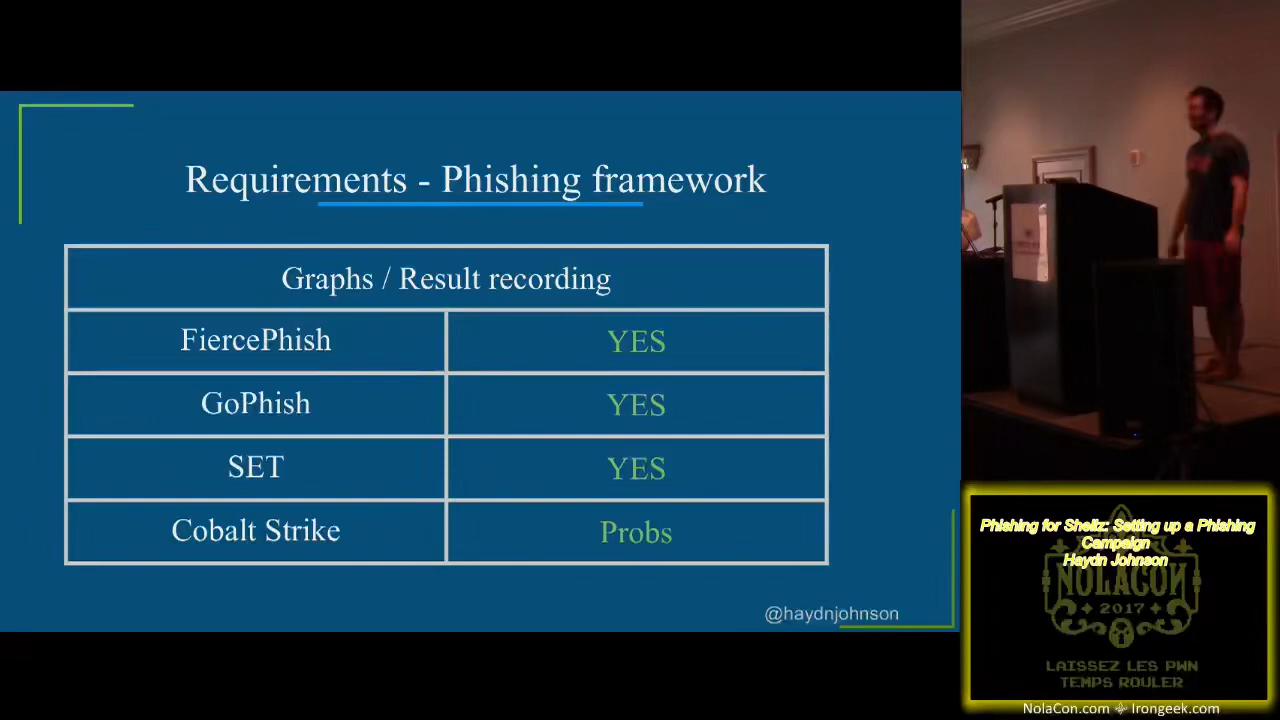 Requirements - Phishing framework
Graphs / Result recording
FiercePhish YES
GoPhish YES
SET YES
Cobalt Strike Probs
@haydnjohnson
Phishing for Shellz: Setting up a Phishing
Campaign
Haydn Johnson
NOLACON
2017
LAISSEZ LES PWN
TEMPS ROULER
NolaCon.com Irongeek.com